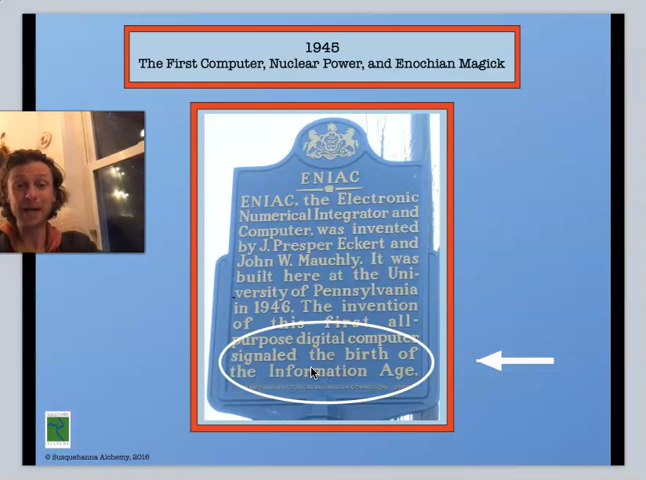 1945
The First Computer, Nuclear Power, and Enochian Magick
ENIAC
ENIAC, the Electronic
Numerical Integrator and
Computer, was invented
by J. Presper Eckert and
John W. Mauchly. It was
built here at the Uni-
versity of Pennsylvania
in 1946. The invention
of this first all-
purpose digital computer
signaled the birth of
the Information Age.
© Susquehanna Alchemy, 2016